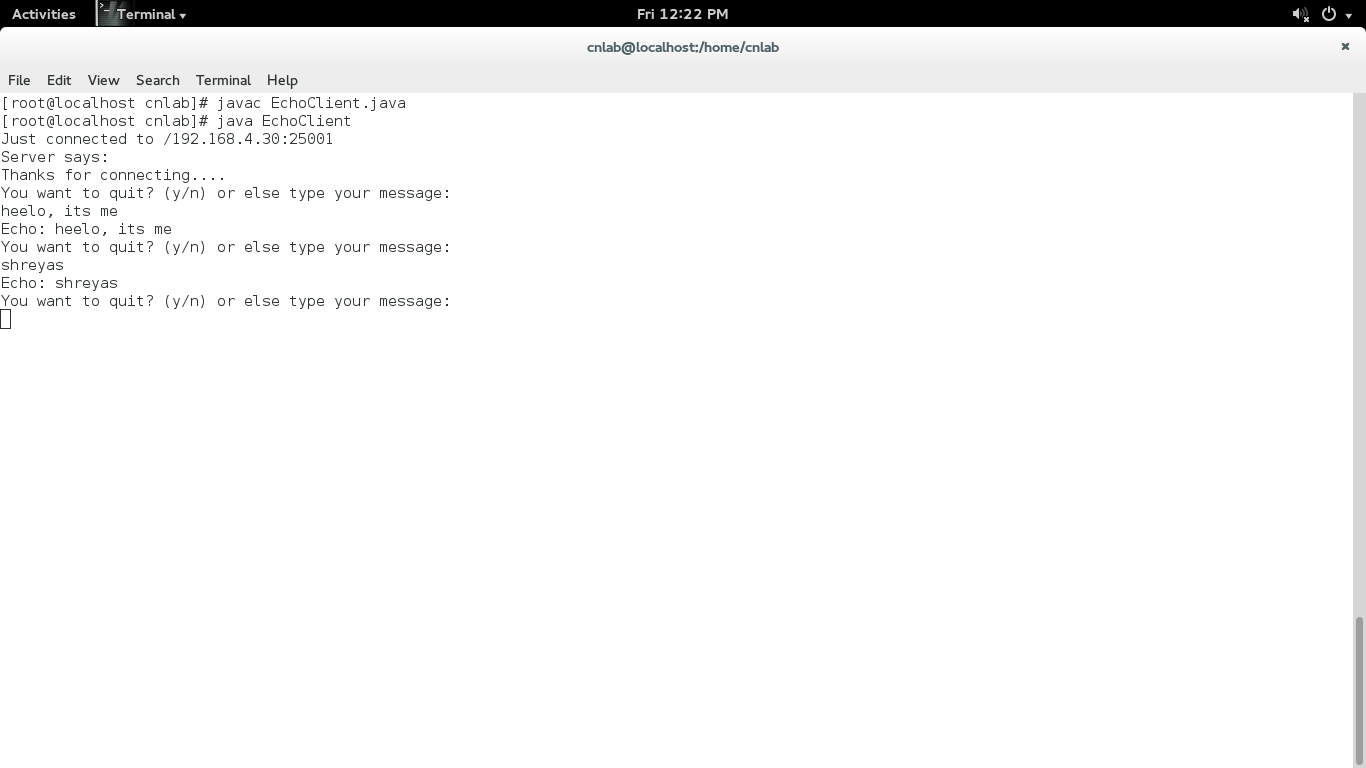 Activities Terminal Fri 12:22 PM
cnlab@localhost:/home/cnlab
File Edit View Search Terminal Help
[root@localhost cnlab]# javac EchoClient.java
[root@localhost cnlab]# java EchoClient
Just connected to /192.168.4.30:25001
Server says:
Thanks for connecting....
You want to quit? (y/n) or else type your message:
heelo, its me
Echo: heelo, its me
You want to quit? (y/n) or else type your message:
shreyas
Echo: shreyas
You want to quit? (y/n) or else type your message: